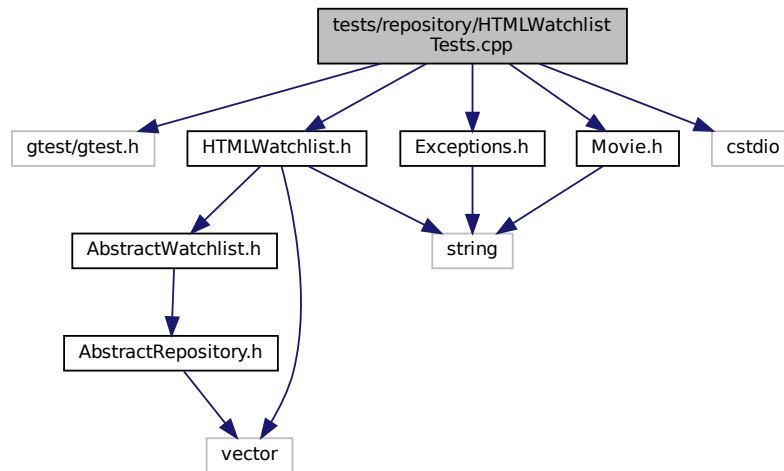 tests/repository/HTMLWatchlist
Tests.cpp
gtest/gtest.h
HTMLWatchlist.h
Exceptions.h
Movie.h
cstdio
AbstractWatchlist.h
string
AbstractRepository.h
vector